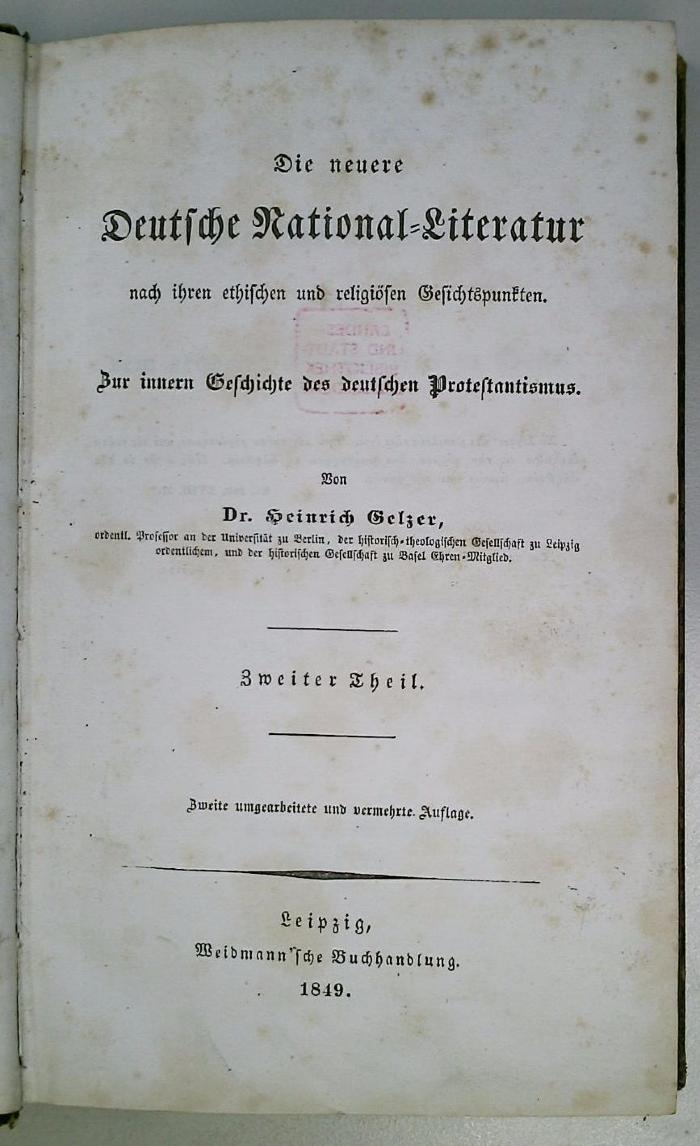 Die neuere
Deutsche National-Literatur
nach ihren ethischen und religiösen Gesichtspunkten.
Zur innern Geschichte des deutschen Protestantismus.
Von
Dr. Heinrich Gelzer,
ordentl. Professor an der Universität zu Berlin, der historisch-theologischen Gesellschaft zu Leipzig
ordentlichem, und der historischen Gesellschaft zu Basel Ehren-Mitglied.
Zweiter Theil.
Zweite umgearbeitete und vermehrte Auflage.
Leipzig,
Weidmann'sche Buchhandlung.
1849.